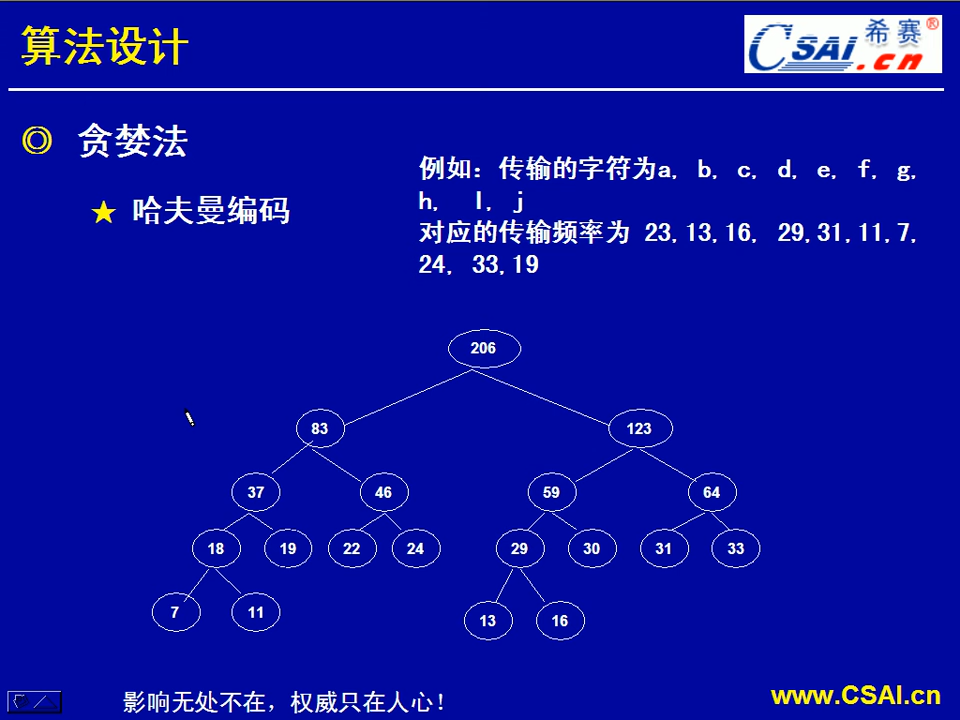 算法设计
CSAI 希赛®
.cn
◎ 贪婪法
★ 哈夫曼编码
例如：传输的字符为a, b, c, d, e, f, g,
h, l, j
对应的传输频率为 23,13,16, 29,31,11,7,
24, 33,19
206
83 123
37 46 59 64
18 19 22 24 29 30 31 33
7 11 13 16
影响无处不在，权威只在人心！
www.CSAI.cn